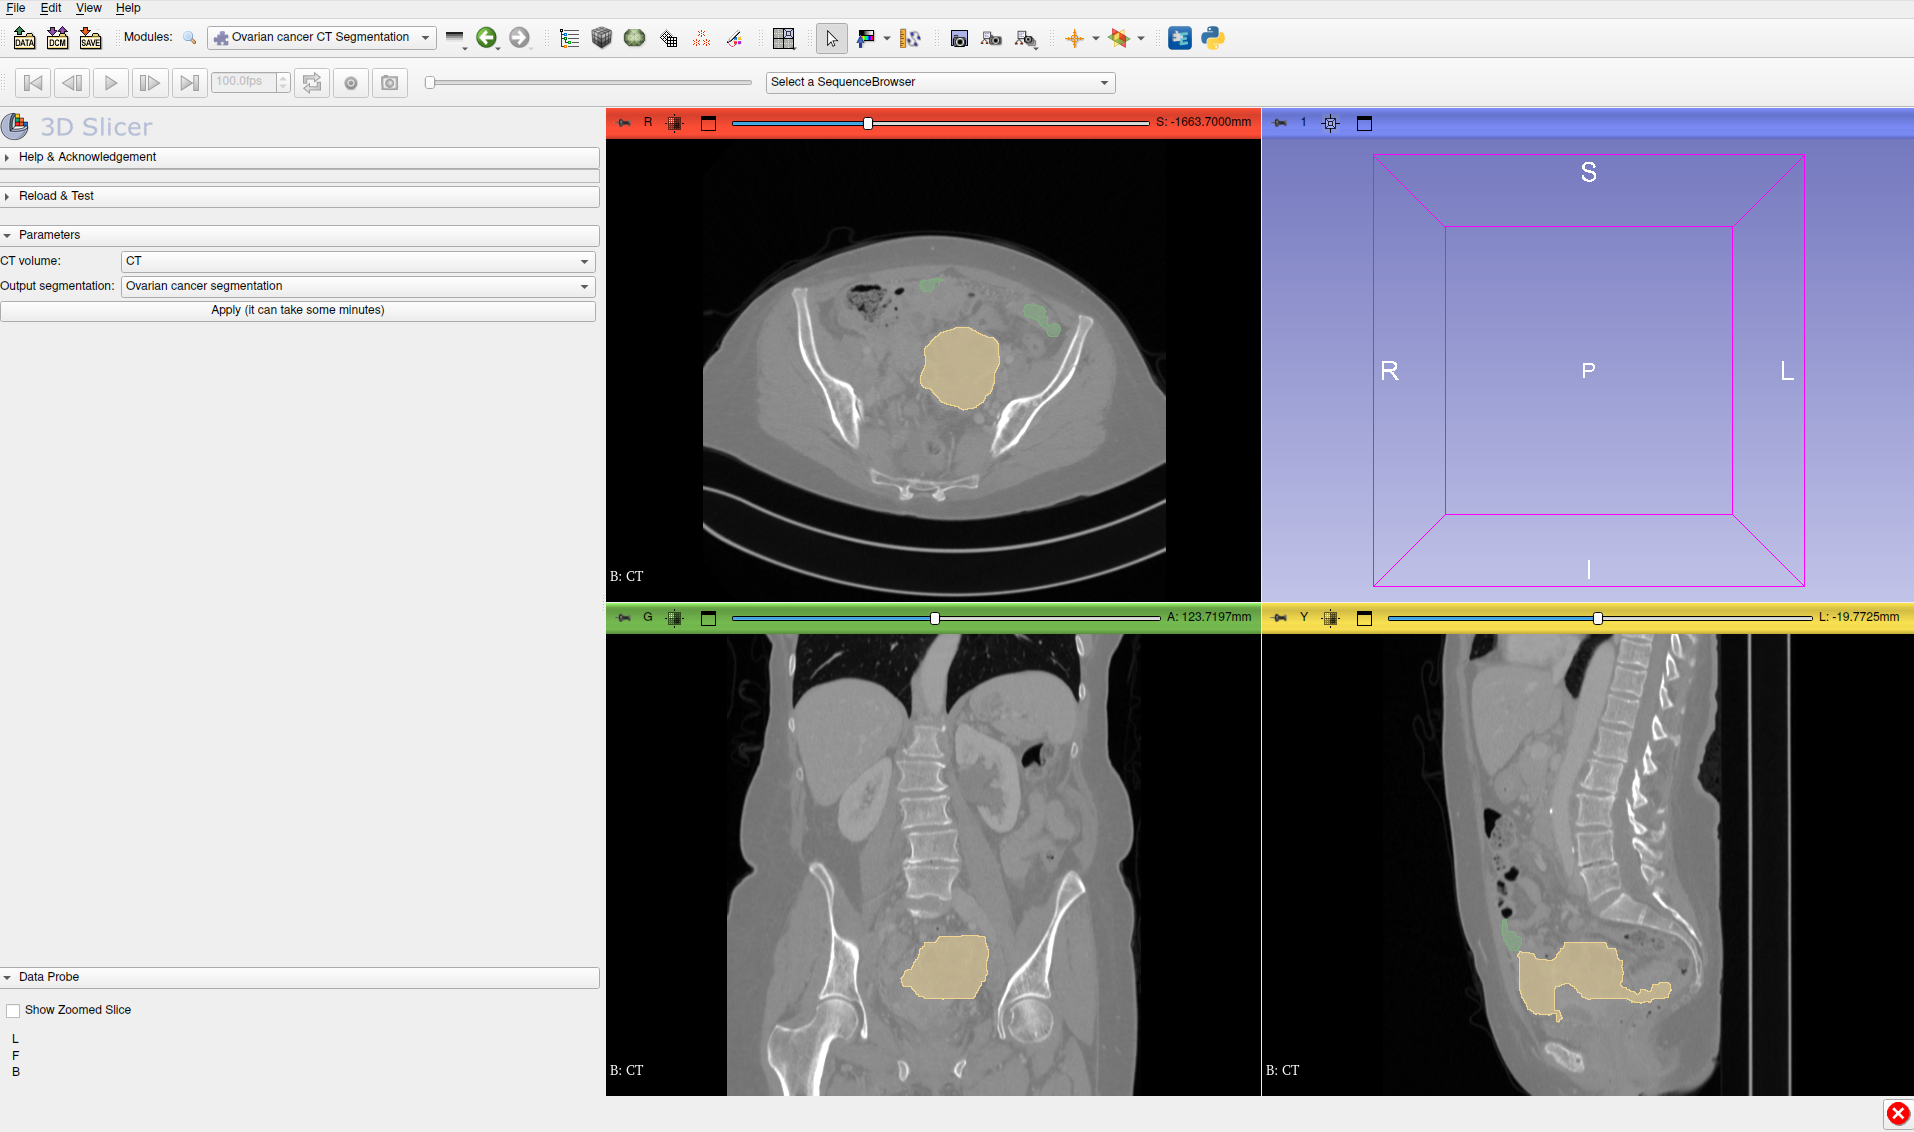 File Edit View Help
DATA DCM SAVE Modules: Ovarian cancer CT Segmentation
100.0fps Select a SequenceBrowser
3D Slicer
Help & Acknowledgement
Reload & Test
Parameters
CT volume: CT
Output segmentation: Ovarian cancer segmentation
Apply (it can take some minutes)
Data Probe
Show Zoomed Slice
L
F
B
R S: -1663.7000mm
B: CT
1
S
R P L
I
G A: 123.7197mm
B: CT
Y L: -19.7725mm
B: CT